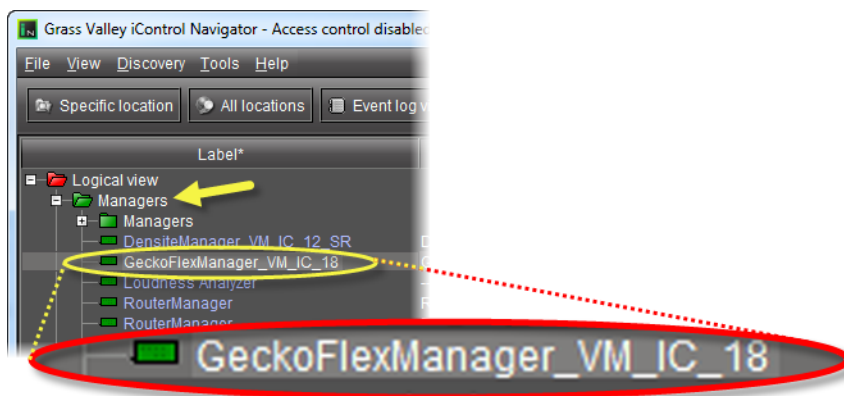 Grass Valley iControl Navigator - Access control disabled
File View Discovery Tools Help
Specific location All locations Event log v
Label*
Logical view
Managers
Managers
DensiteManager_VM_IC_12_SR D
GeckoFlexManager_VM_IC_18
Loudness Analyzer
RouterManager R
RouterManager
GeckoFlexManager_VM_IC_18